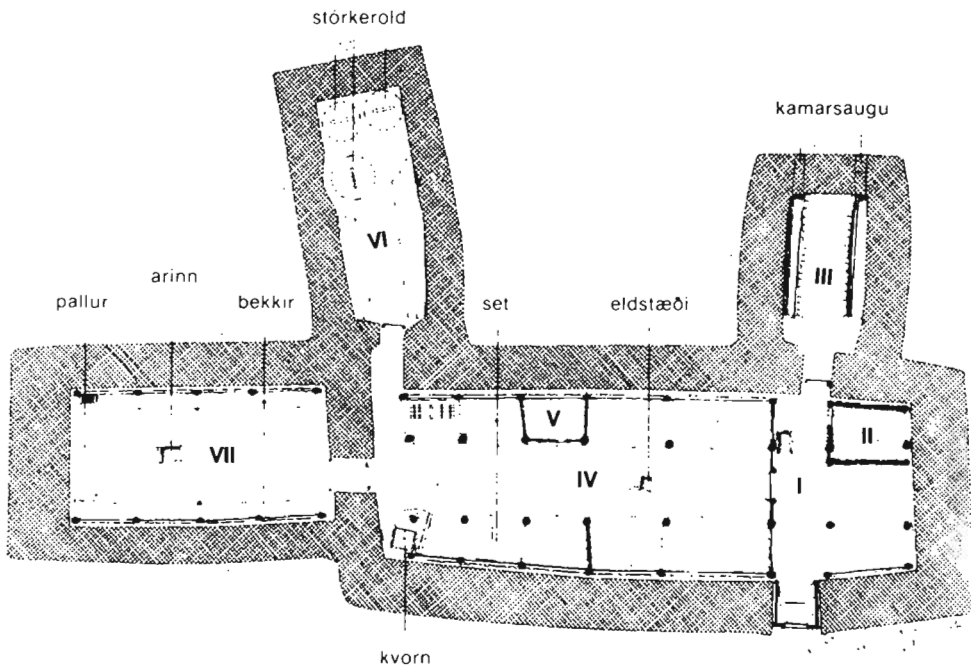 stórkerold
kamarsaugu
VI
III
arinn
pallur
bekkir
set
eldstæði
V
II
VII
IV
I
kvorn